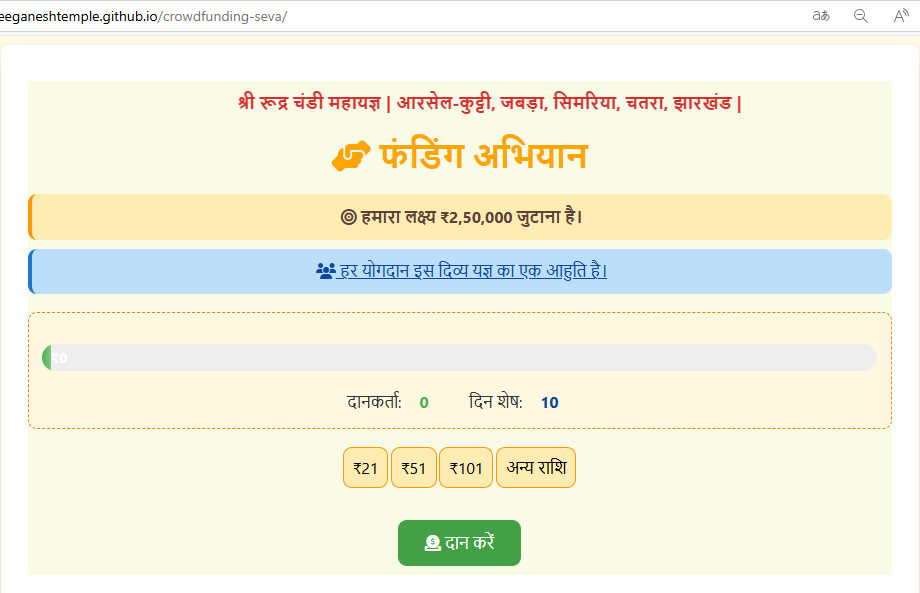 eeganeshtemple.github.io/crowdfunding-seva/
श्री रूद्र चंडी महायज्ञ | आरसेल-कुट्टी, जबड़ा, सिमरिया, चतरा, झारखंड |
फंडिंग अभियान
हमारा लक्ष्य ₹2,50,000 जुटाना है।
हर योगदान इस दिव्य यज्ञ का एक आहुति है।
₹0
दानकर्ता: 0 दिन शेष: 10
₹21 ₹51 ₹101 अन्य राशि
दान करें